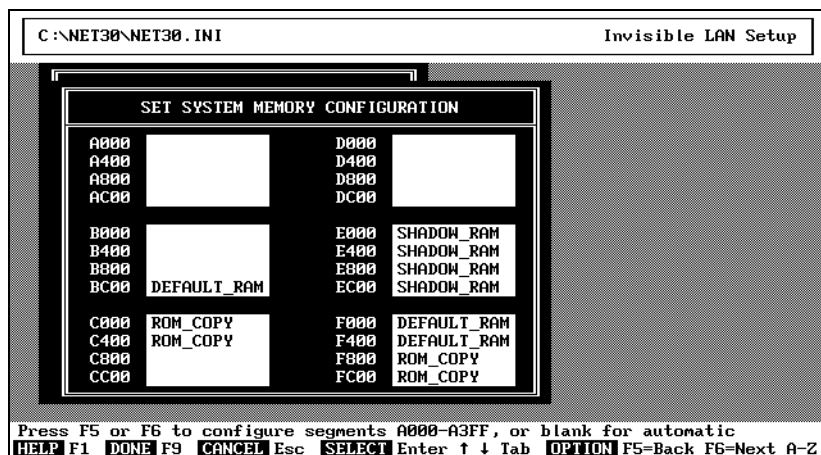 C:\NET30\NET30.INI Invisible LAN Setup
SET SYSTEM MEMORY CONFIGURATION
A000 D000
A400 D400
A800 D800
AC00 DC00
B000 E000 SHADOW_RAM
B400 E400 SHADOW_RAM
B800 E800 SHADOW_RAM
BC00 DEFAULT_RAM EC00 SHADOW_RAM
C000 ROM_COPY F000 DEFAULT_RAM
C400 ROM_COPY F400 DEFAULT_RAM
C800 F800 ROM_COPY
CC00 FC00 ROM_COPY
Press F5 or F6 to configure segments A000-A3FF, or blank for automatic
HELP F1 DONE F9 CANCEL Esc SELECT Enter ↑ ↓ Tab OPTION F5=Back F6=Next A-Z